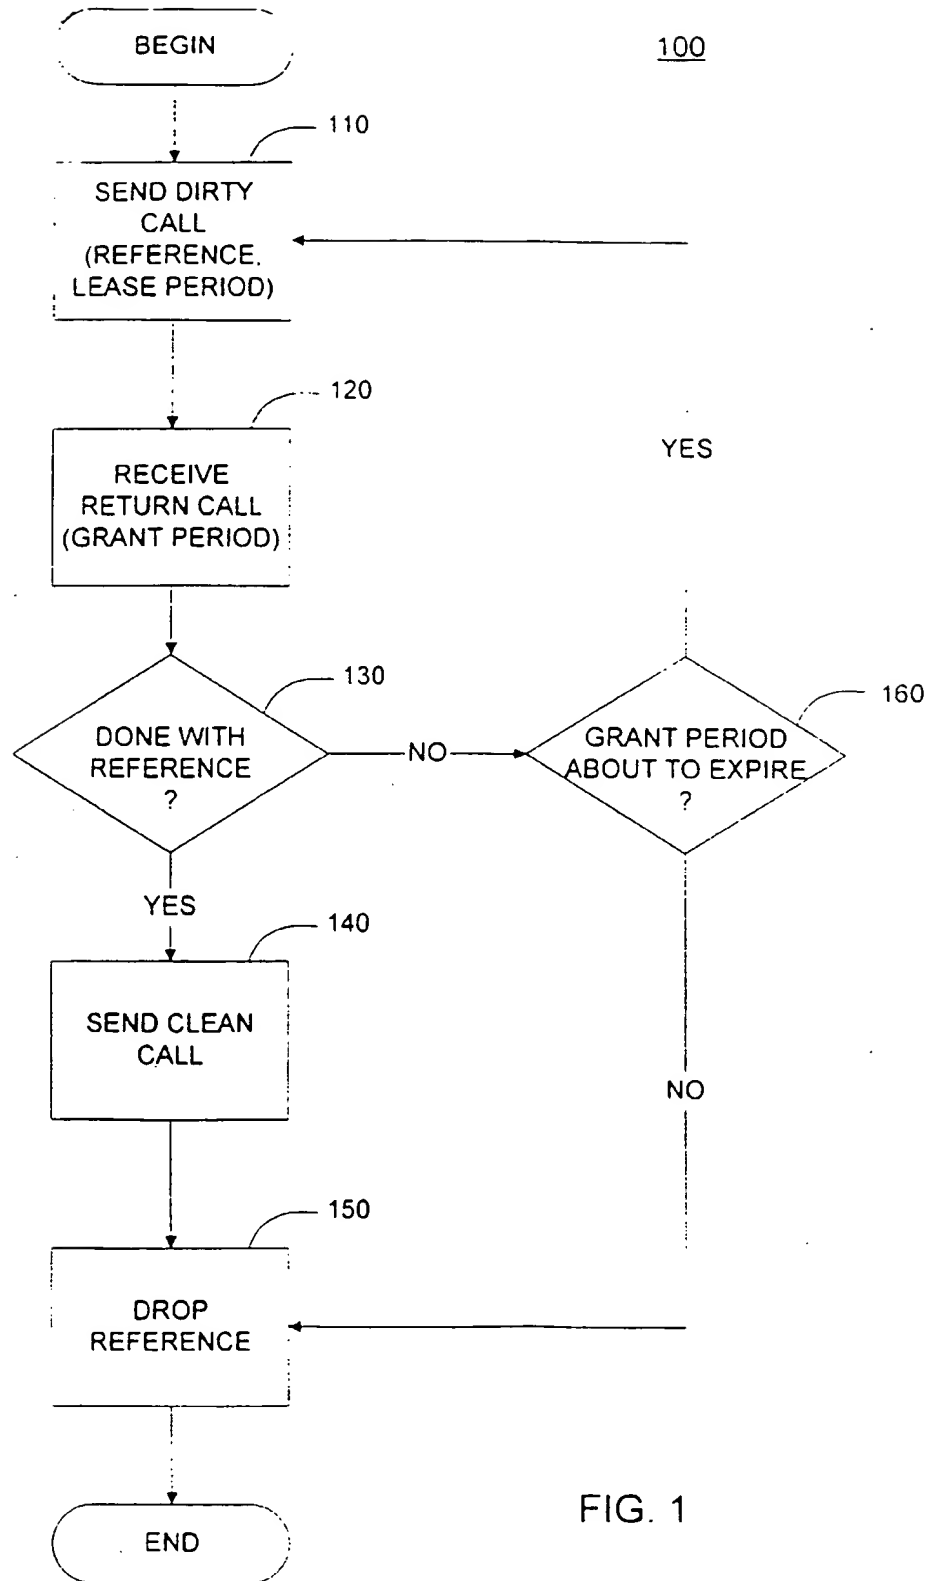 BEGIN
100
110
SEND DIRTY
CALL
(REFERENCE.
LEASE PERIOD)
120
YES
RECEIVE
RETURN CALL
(GRANT PERIOD)
130
160
DONE WITH
REFERENCE
?
NO
GRANT PERIOD
ABOUT TO EXPIRE
?
YES
140
SEND CLEAN
CALL
NO
150
DROP
REFERENCE
END
FIG. 1